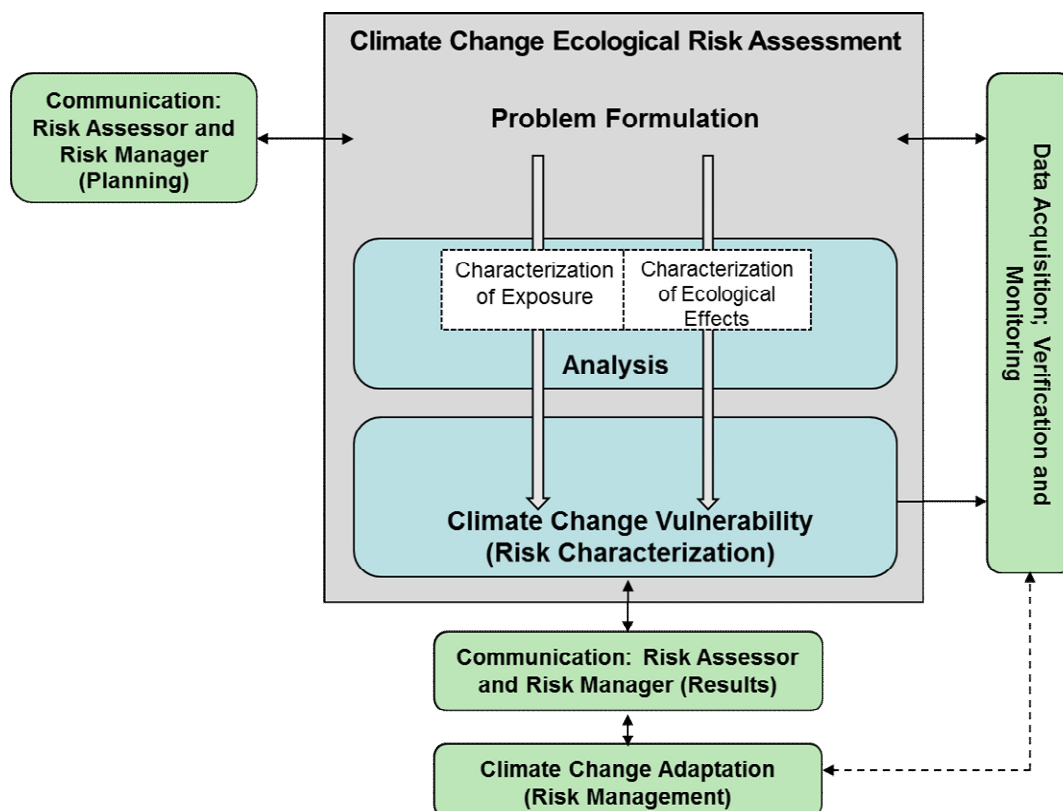 Climate Change Ecological Risk Assessment
Communication:
Risk Assessor and
Risk Manager
(Planning)
Problem Formulation
Data Acquisition;  Verification and
Monitoring
Characterization
of Exposure
Characterization
of Ecological
Effects
Analysis
Climate Change Vulnerability
(Risk Characterization)
Communication:  Risk Assessor
and Risk Manager (Results)
Climate Change Adaptation
(Risk Management)